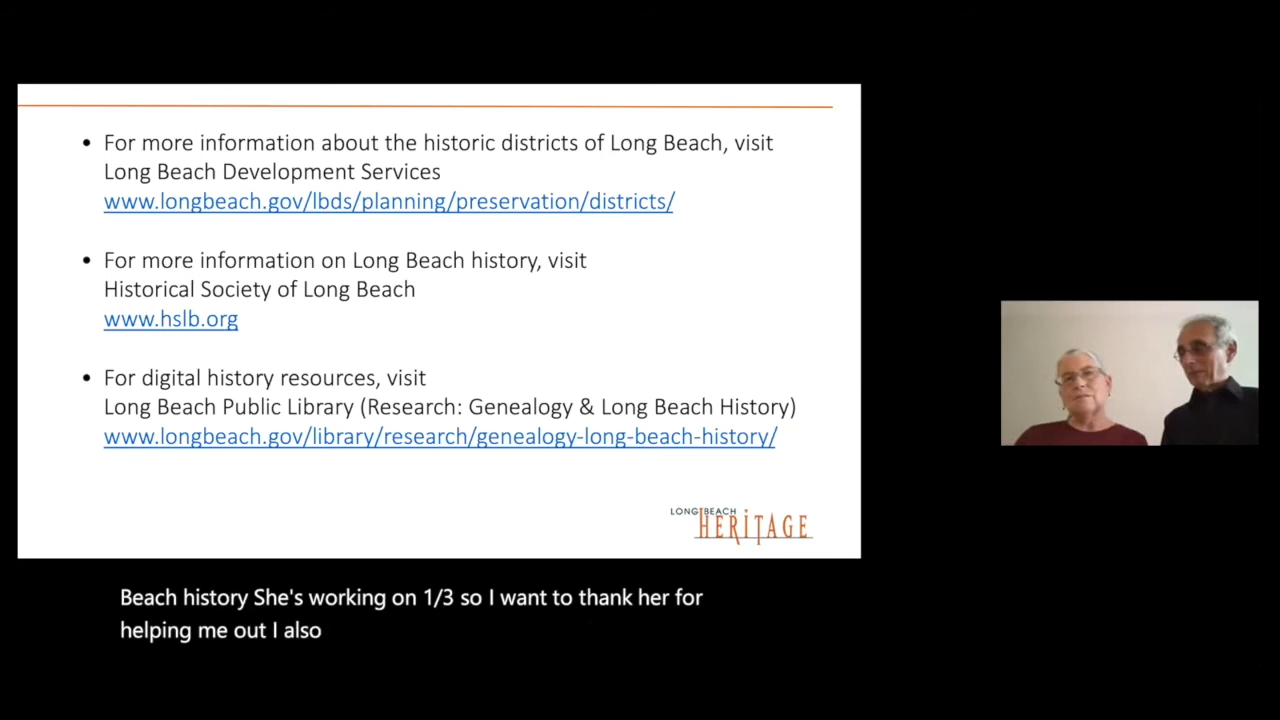 • For more information about the historic districts of Long Beach, visit
Long Beach Development Services
www.longbeach.gov/lbds/planning/preservation/districts/
• For more information on Long Beach history, visit
Historical Society of Long Beach
www.hslb.org
• For digital history resources, visit
Long Beach Public Library (Research: Genealogy & Long Beach History)
www.longbeach.gov/library/research/genealogy-long-beach-history/
LONG BEACH
HERITAGE
Beach history She's working on 1/3 so I want to thank her for
helping me out I also